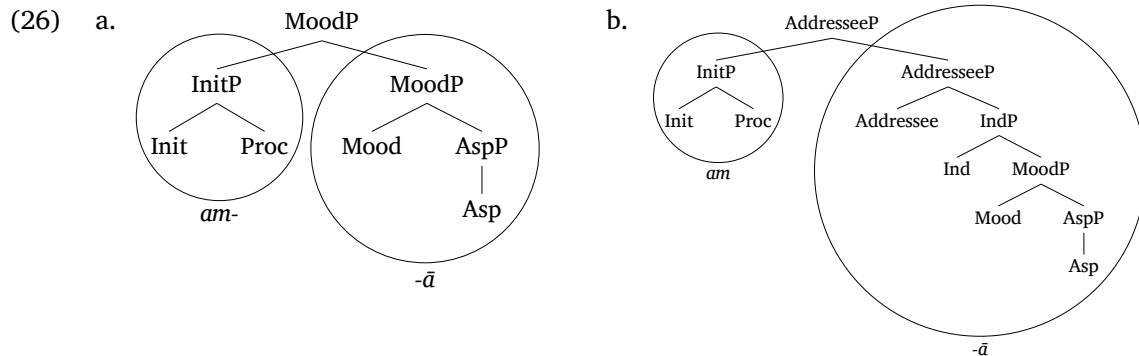 (26) a. MoodP b. AddresseeP
InitP MoodP InitP AddresseeP
Init Proc Mood AspP Init Proc Addressee IndP
am- Asp am Ind MoodP
-ā Mood AspP
Asp
-ā